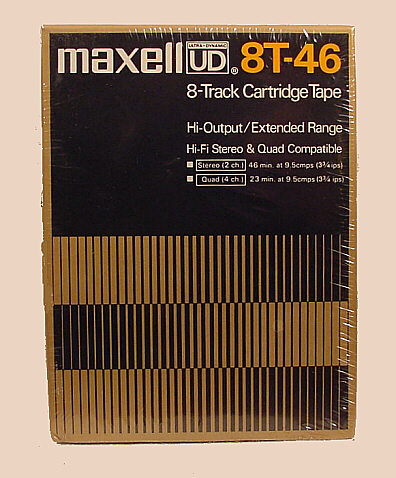 maxell ULTRA-DYNAMIC UD® 8T-46
8-Track Cartridge Tape
Hi-Output/Extended Range
Hi-Fi Stereo & Quad Compatible
Stereo (2 ch.) 46 min. at 9.5cmps (3¾ ips)
Quad (4 ch.) 23 min. at 9.5cmps (3¾ ips)